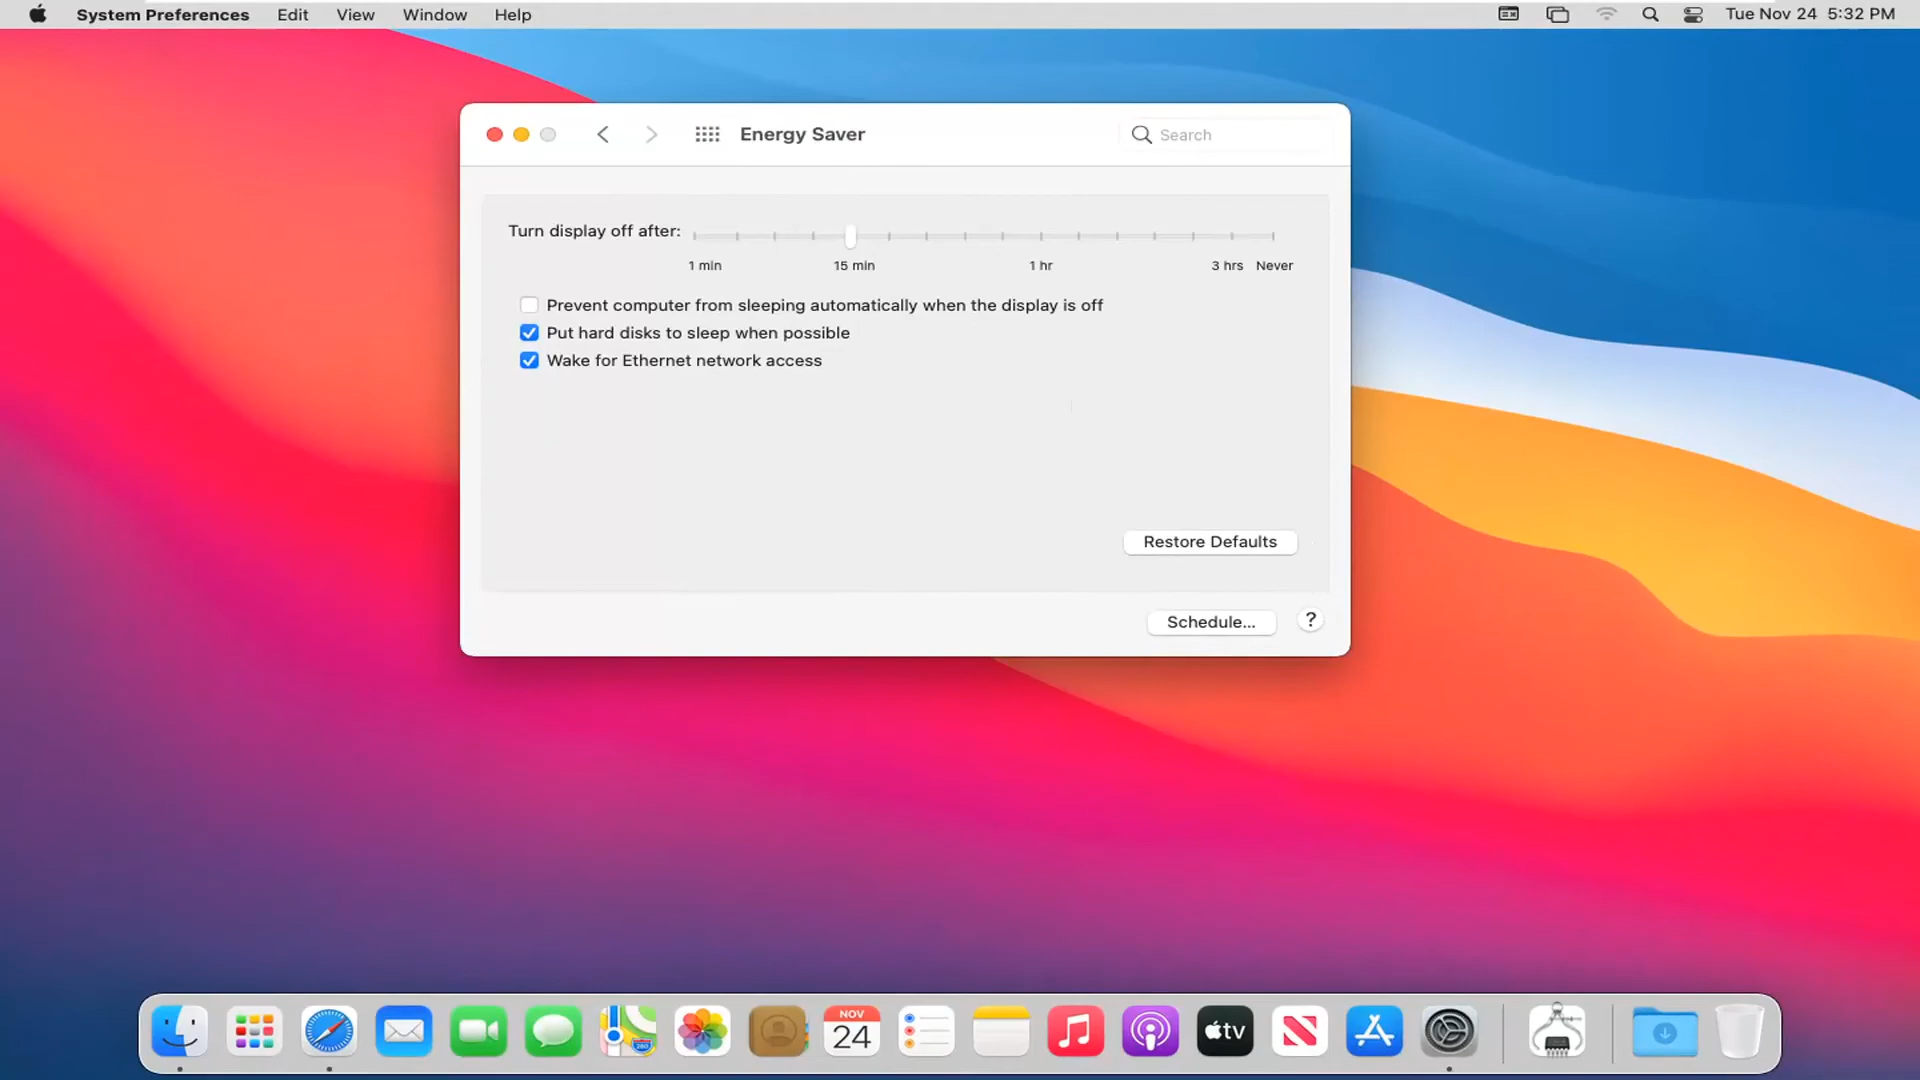 System Preferences Edit View Window Help Tue Nov 24 5:32 PM
Energy Saver Search
Turn display off after:
1 min 15 min 1 hr 3 hrs Never
Prevent computer from sleeping automatically when the display is off
Put hard disks to sleep when possible
Wake for Ethernet network access
Restore Defaults
Schedule... ?
NOV
24
280
tv